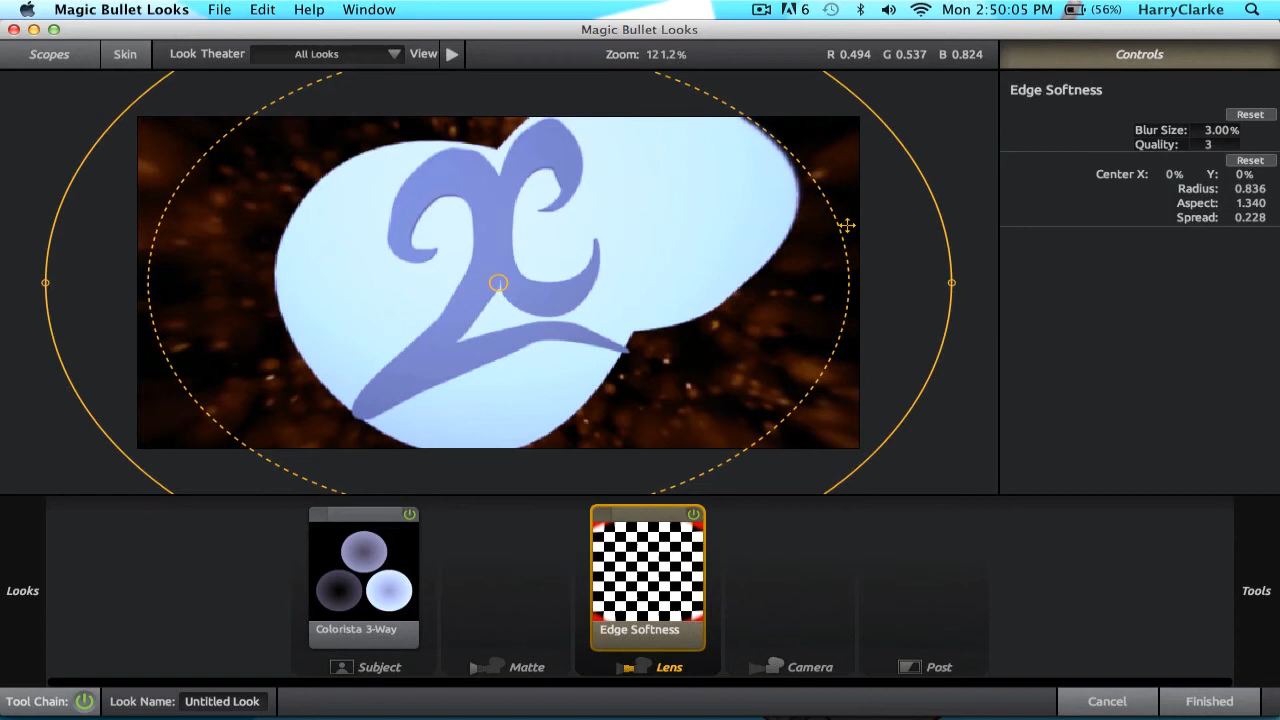 Magic Bullet Looks File Edit Help Window 6 Mon 2:50:05 PM (56%) HarryClarke
Magic Bullet Looks
Scopes Skin Look Theater All Looks View Zoom: 121.2% R 0.494 G 0.537 B 0.824 Controls
Edge Softness
Reset
Blur Size: 3.00%
Quality: 3
Reset
Center X: 0% Y: 0%
Radius: 0.836
Aspect: 1.340
Spread: 0.228
Looks
Colorista 3-Way
Edge Softness
Tools
Subject Matte Lens Camera Post
Tool Chain: Look Name: Untitled Look Cancel Finished